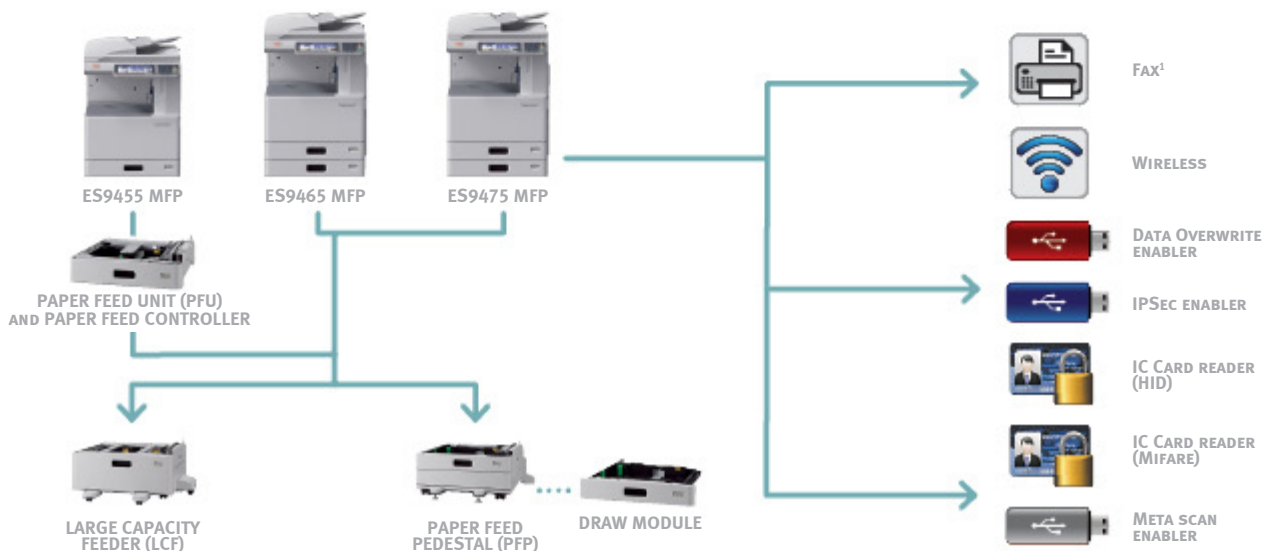 ES9455 MFP
ES9465 MFP
ES9475 MFP
PAPER FEED UNIT (PFU)
AND PAPER FEED CONTROLLER
LARGE CAPACITY
FEEDER (LCF)
PAPER FEED
PEDESTAL (PFP)
DRAW MODULE
FAX¹
WIRELESS
DATA OVERWRITE
ENABLER
IPSEC ENABLER
IC CARD READER
(HID)
IC CARD READER
(MIFARE)
META SCAN
ENABLER